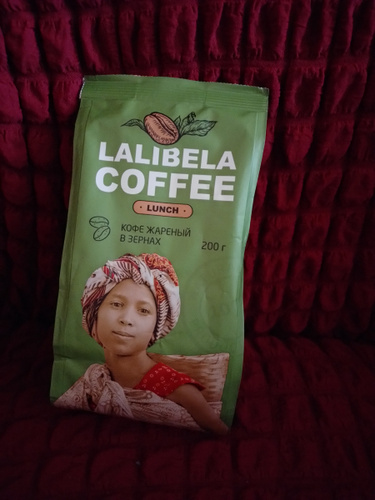 LALIBELA
COFFEE
• LUNCH •
КОФЕ ЖАРЕНЫЙ
В ЗЕРНАХ
200 г